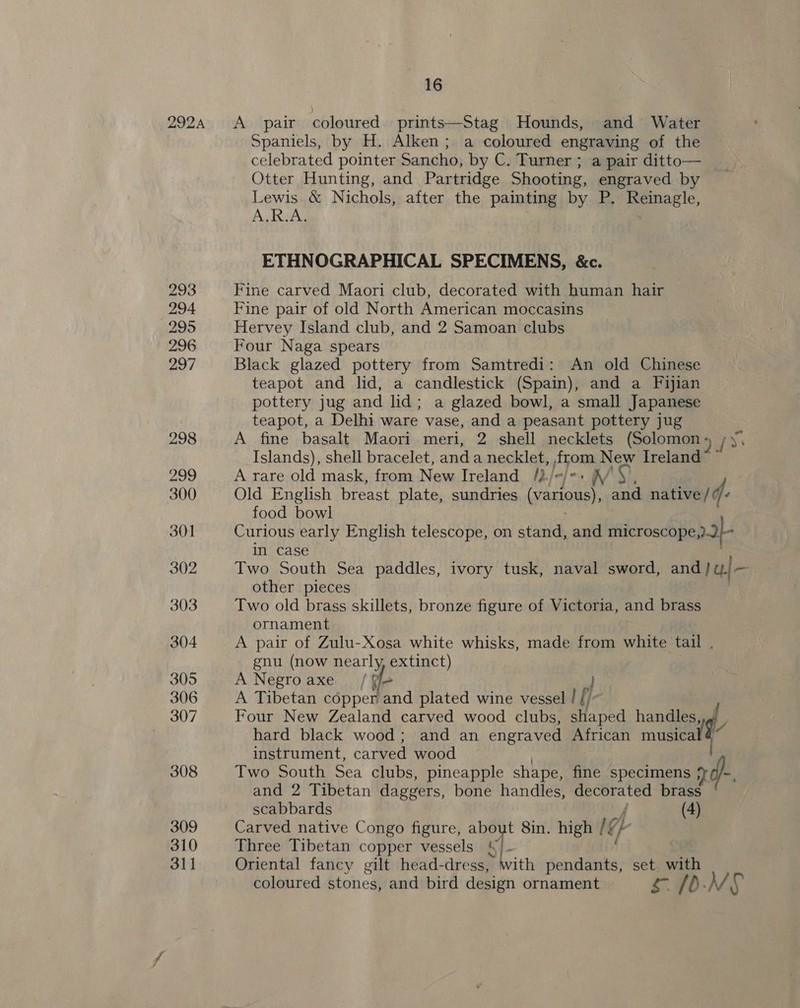 16
292A A pair coloured prints—Stag Hounds, and Water
Spaniels, by H. Alken; a coloured engraving of the
celebrated pointer Sancho, by C. Turner; a pair ditto—
Otter Hunting, and Partridge Shooting, engraved by
Lewis & Nichols, after the painting by P. Reinagle,
A.R.A.
ETHNOGRAPHICAL SPECIMENS, &c.
293 Fine carved Maori club, decorated with human hair
294 Fine pair of old North American moccasins
295 Hervey Island club, and 2 Samoan clubs
296 Four Naga spears
297 Black glazed pottery from Samtredi: An old Chinese
teapot and lid, a candlestick (Spain), and a Fijian
pottery jug and lid; a glazed bowl, a small Japanese
teapot, a Delhi ware vase, and a peasant pottery jug
298 A fine basalt Maori meri, 2 shell necklets (Solomon
Islands), shell bracelet, and a necklet, from New Ireland
299 A rare old mask, from New Ireland 12/-/- . NS.
300 Old English breast plate, sundries (various), and native
food bowl
301 Curious early English telescope, on stand, and microscope,
in case
302 Two South Sea paddles, ivory tusk, naval sword, and
other pieces
303 Two old brass skillets, bronze figure of Victoria, and brass
ornament
304 A pair of Zulu-Xosa white whisks, made from white tail
gnu (now nearly extinct)
305 A Negro axe
306 A Tibetan copper and plated wine vessel
307 Four New Zealand carved wood clubs, shaped handles,
hard black wood; and an engraved African musical
instrument, carved wood
308 Two South Sea clubs, pineapple shape, fine specimens
and 2 Tibetan daggers, bone handles, decorated brass
scabbards (4)
309 Carved native Congo figure, about 8in. high
310 Three Tibetan copper vessels
311 Oriental fancy gilt head-dress, with pendants, set with
coloured stones, and bird design ornament